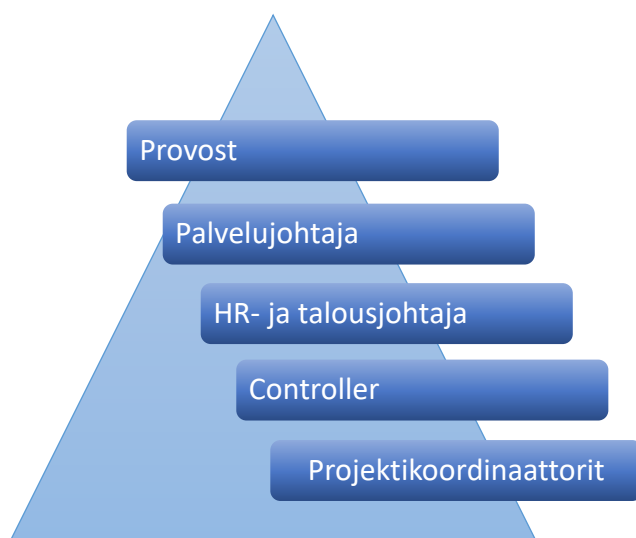 Provost
Palvelujohtaja
HR- ja talousjohtaja
Controller
Projektikoordinaattorit